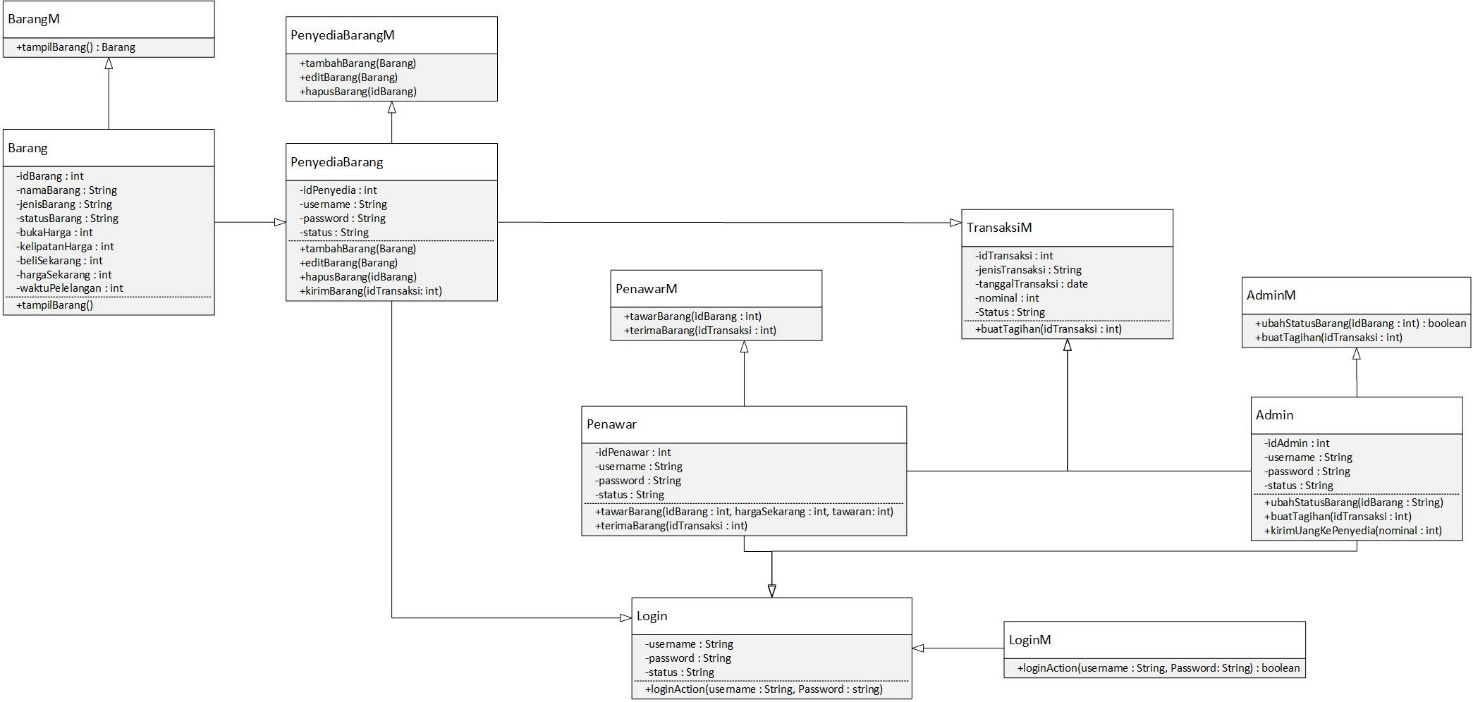 BarangM
+tampilBarang() : Barang
PenyediaBarangM
+tambahBarang(Barang)
+editBarang(Barang)
+hapusBarang(idBarang)
Barang
-idBarang : int
-namaBarang : String
-jenisBarang : String
-statusBarang : String
-bukaHarga : int
-kelipatanHarga : int
-beliSekarang : int
-hargaSekarang : int
-waktuPelelangan : int
+tampilBarang()
PenyediaBarang
-idPenyedia : int
-username : String
-password : String
-status : String
+tambahBarang(Barang)
+editBarang(Barang)
+hapusBarang(idBarang)
+kirimBarang(idTransaksi: int)
TransaksiM
-idTransaksi : int
-jenisTransaksi : String
-tanggalTransaksi : date
-nominal : int
-Status : String
+buatTagihan(idTransaksi : int)
PenawarM
+tawarBarang(idBarang : int)
+terimaBarang(idTransaksi : int)
AdminM
+ubahStatusBarang(idBarang : int) : boolean
+buatTagihan(idTransaksi : int)
Penawar
-idPenawar : int
-username : String
-password : String
-status : String
+tawarBarang(idBarang : int, hargaSekarang : int, tawaran: int)
+terimaBarang(idTransaksi : int)
Admin
-idAdmin : int
-username : String
-password : String
-status : String
+ubahStatusBarang(idBarang : String)
+buatTagihan(idTransaksi : int)
+kirimUangKePenyedia(nominal : int)
Login
-username : String
-password : String
-status : String
+loginAction(username : String, Password : string)
LoginM
+loginAction(username : String, Password: String) : boolean